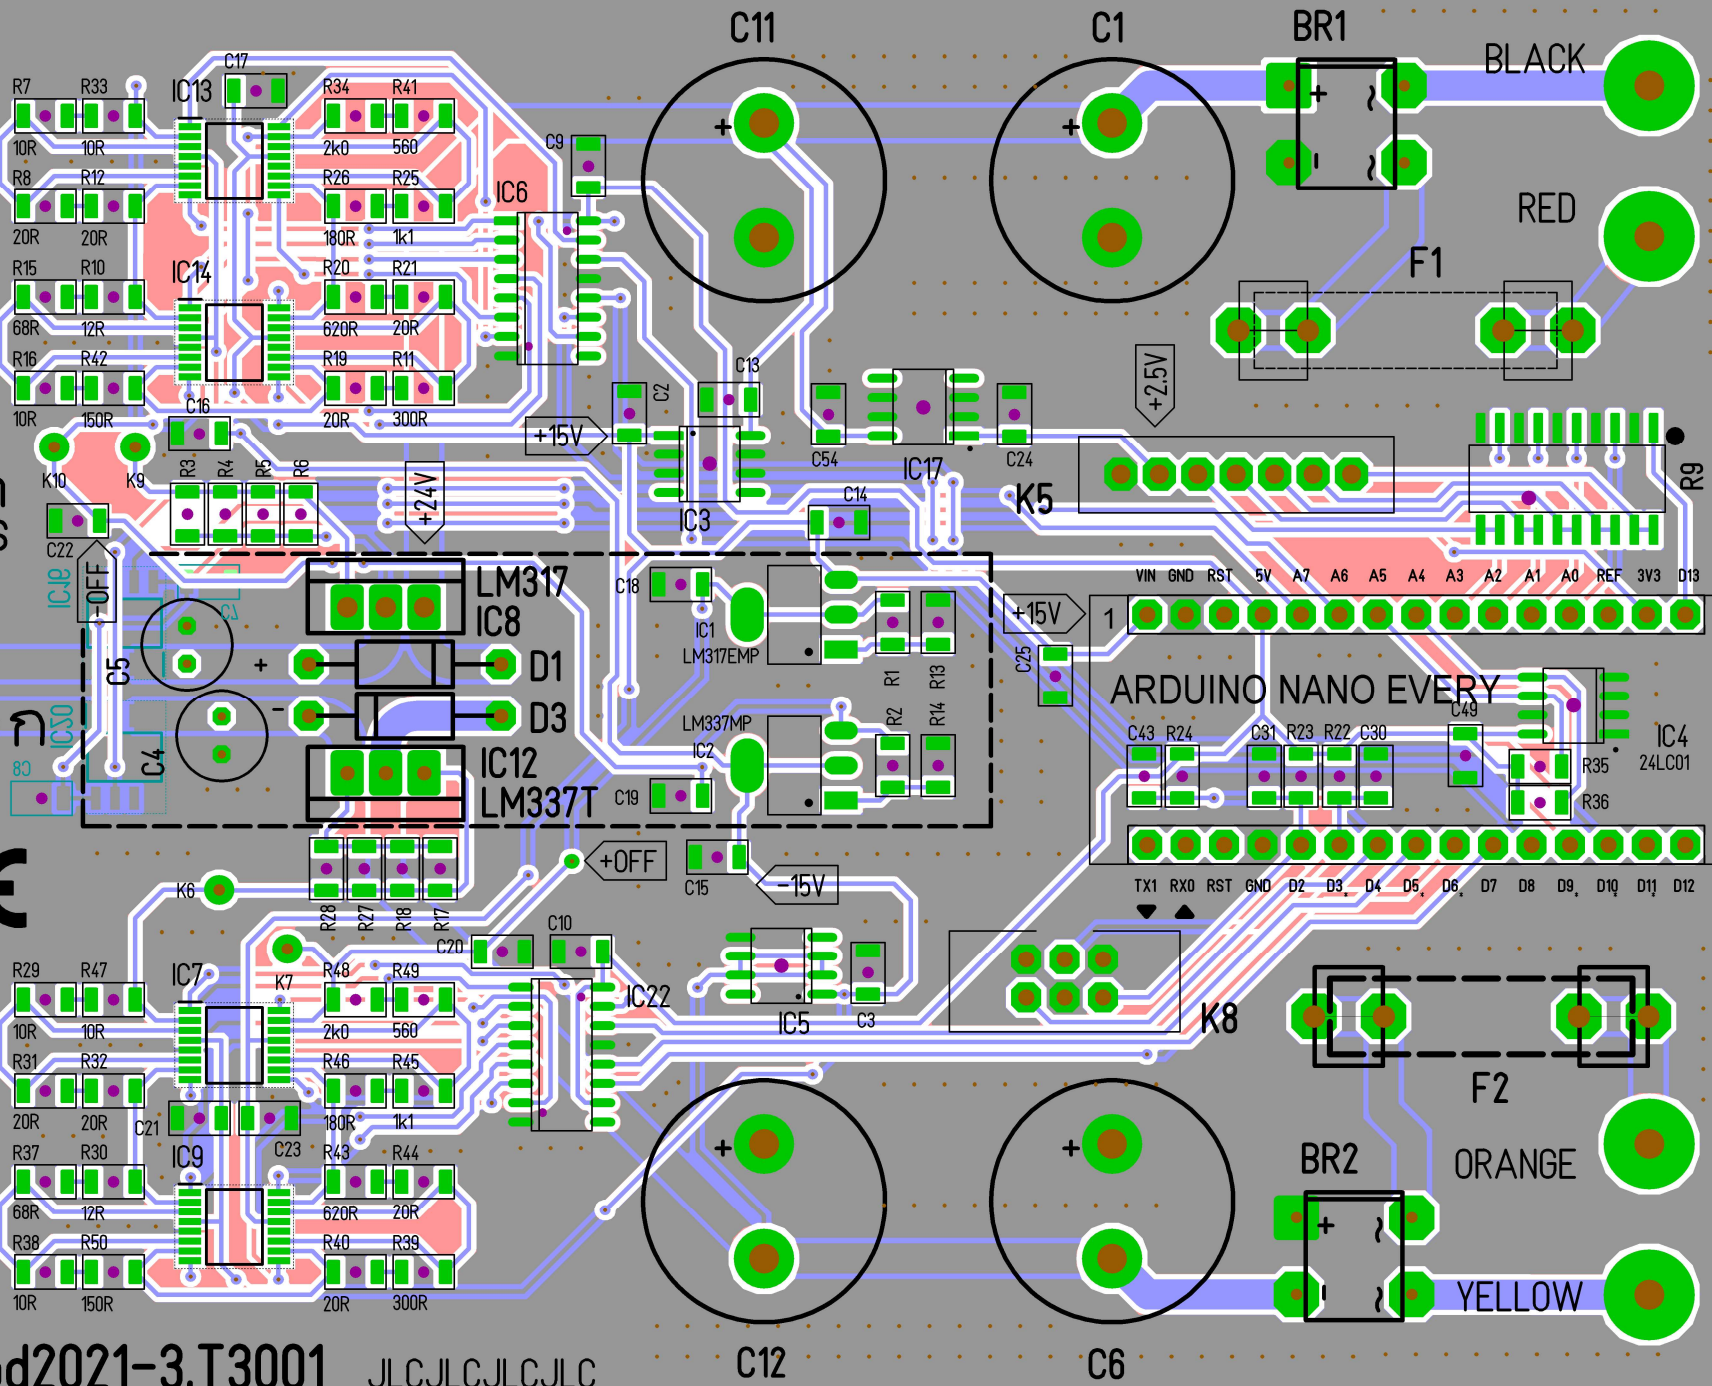 C11 C1 BR1
BLACK
C17
R7 R33 IC13 R34 R41
+ + + ~
10R 10R 2k0 560 C9
R8 R12 R26 R25 IC6
- ~
RED
20R 20R 180R 1k1
R15 R10 IC14 R20 R21
F1
68R 12R 620R 20R
R16 R42 R19 R11
C13 C2 +2.5V
10R 150R C16 20R 300R
+15V
C54 IC17 C24
K10 K9 R3 R4 R5 R6
R9
+24V C14 K5
IC3
C22
-OFF
IC16 C7
LM317
IC8
C18
VIN GND RST 5V A7 A6 A5 A4 A3 A2 A1 A0 REF 3V3 D13
+15V 1
IC1
LM317EMP
C5 + D1
R1 R13 C25
ARDUINO NANO EVERY
- D3
IC20 C4
LM337MP
IC2
R2 R14
C43 R24 C31 R23 R22 C30 C49
IC4
24LC01
IC12
LM337T
C8
C19
R35
R36
+OFF
C15 -15V
K6
TX1 RX0 RST GND D2 D3* D4 D5* D6* D7 D8 D9* D10* D11* D12
R28 R27 R18 R17
C20 C10
K7
R29 R47 IC7 R48 R49
IC22
10R 10R 2k0 560
IC5 C3
K8
R31 R32 R46 R45
F2
20R 20R C21 C23 180R 1k1
R37 R30 IC9 R43 R44
+ +
BR2
ORANGE
68R 12R 620R 20R
+ ~
R38 R50 R40 R39
- ~
YELLOW
10R 150R 20R 300R
d2021-3.T3001 JLCJLCJLCJLC
C12 C6